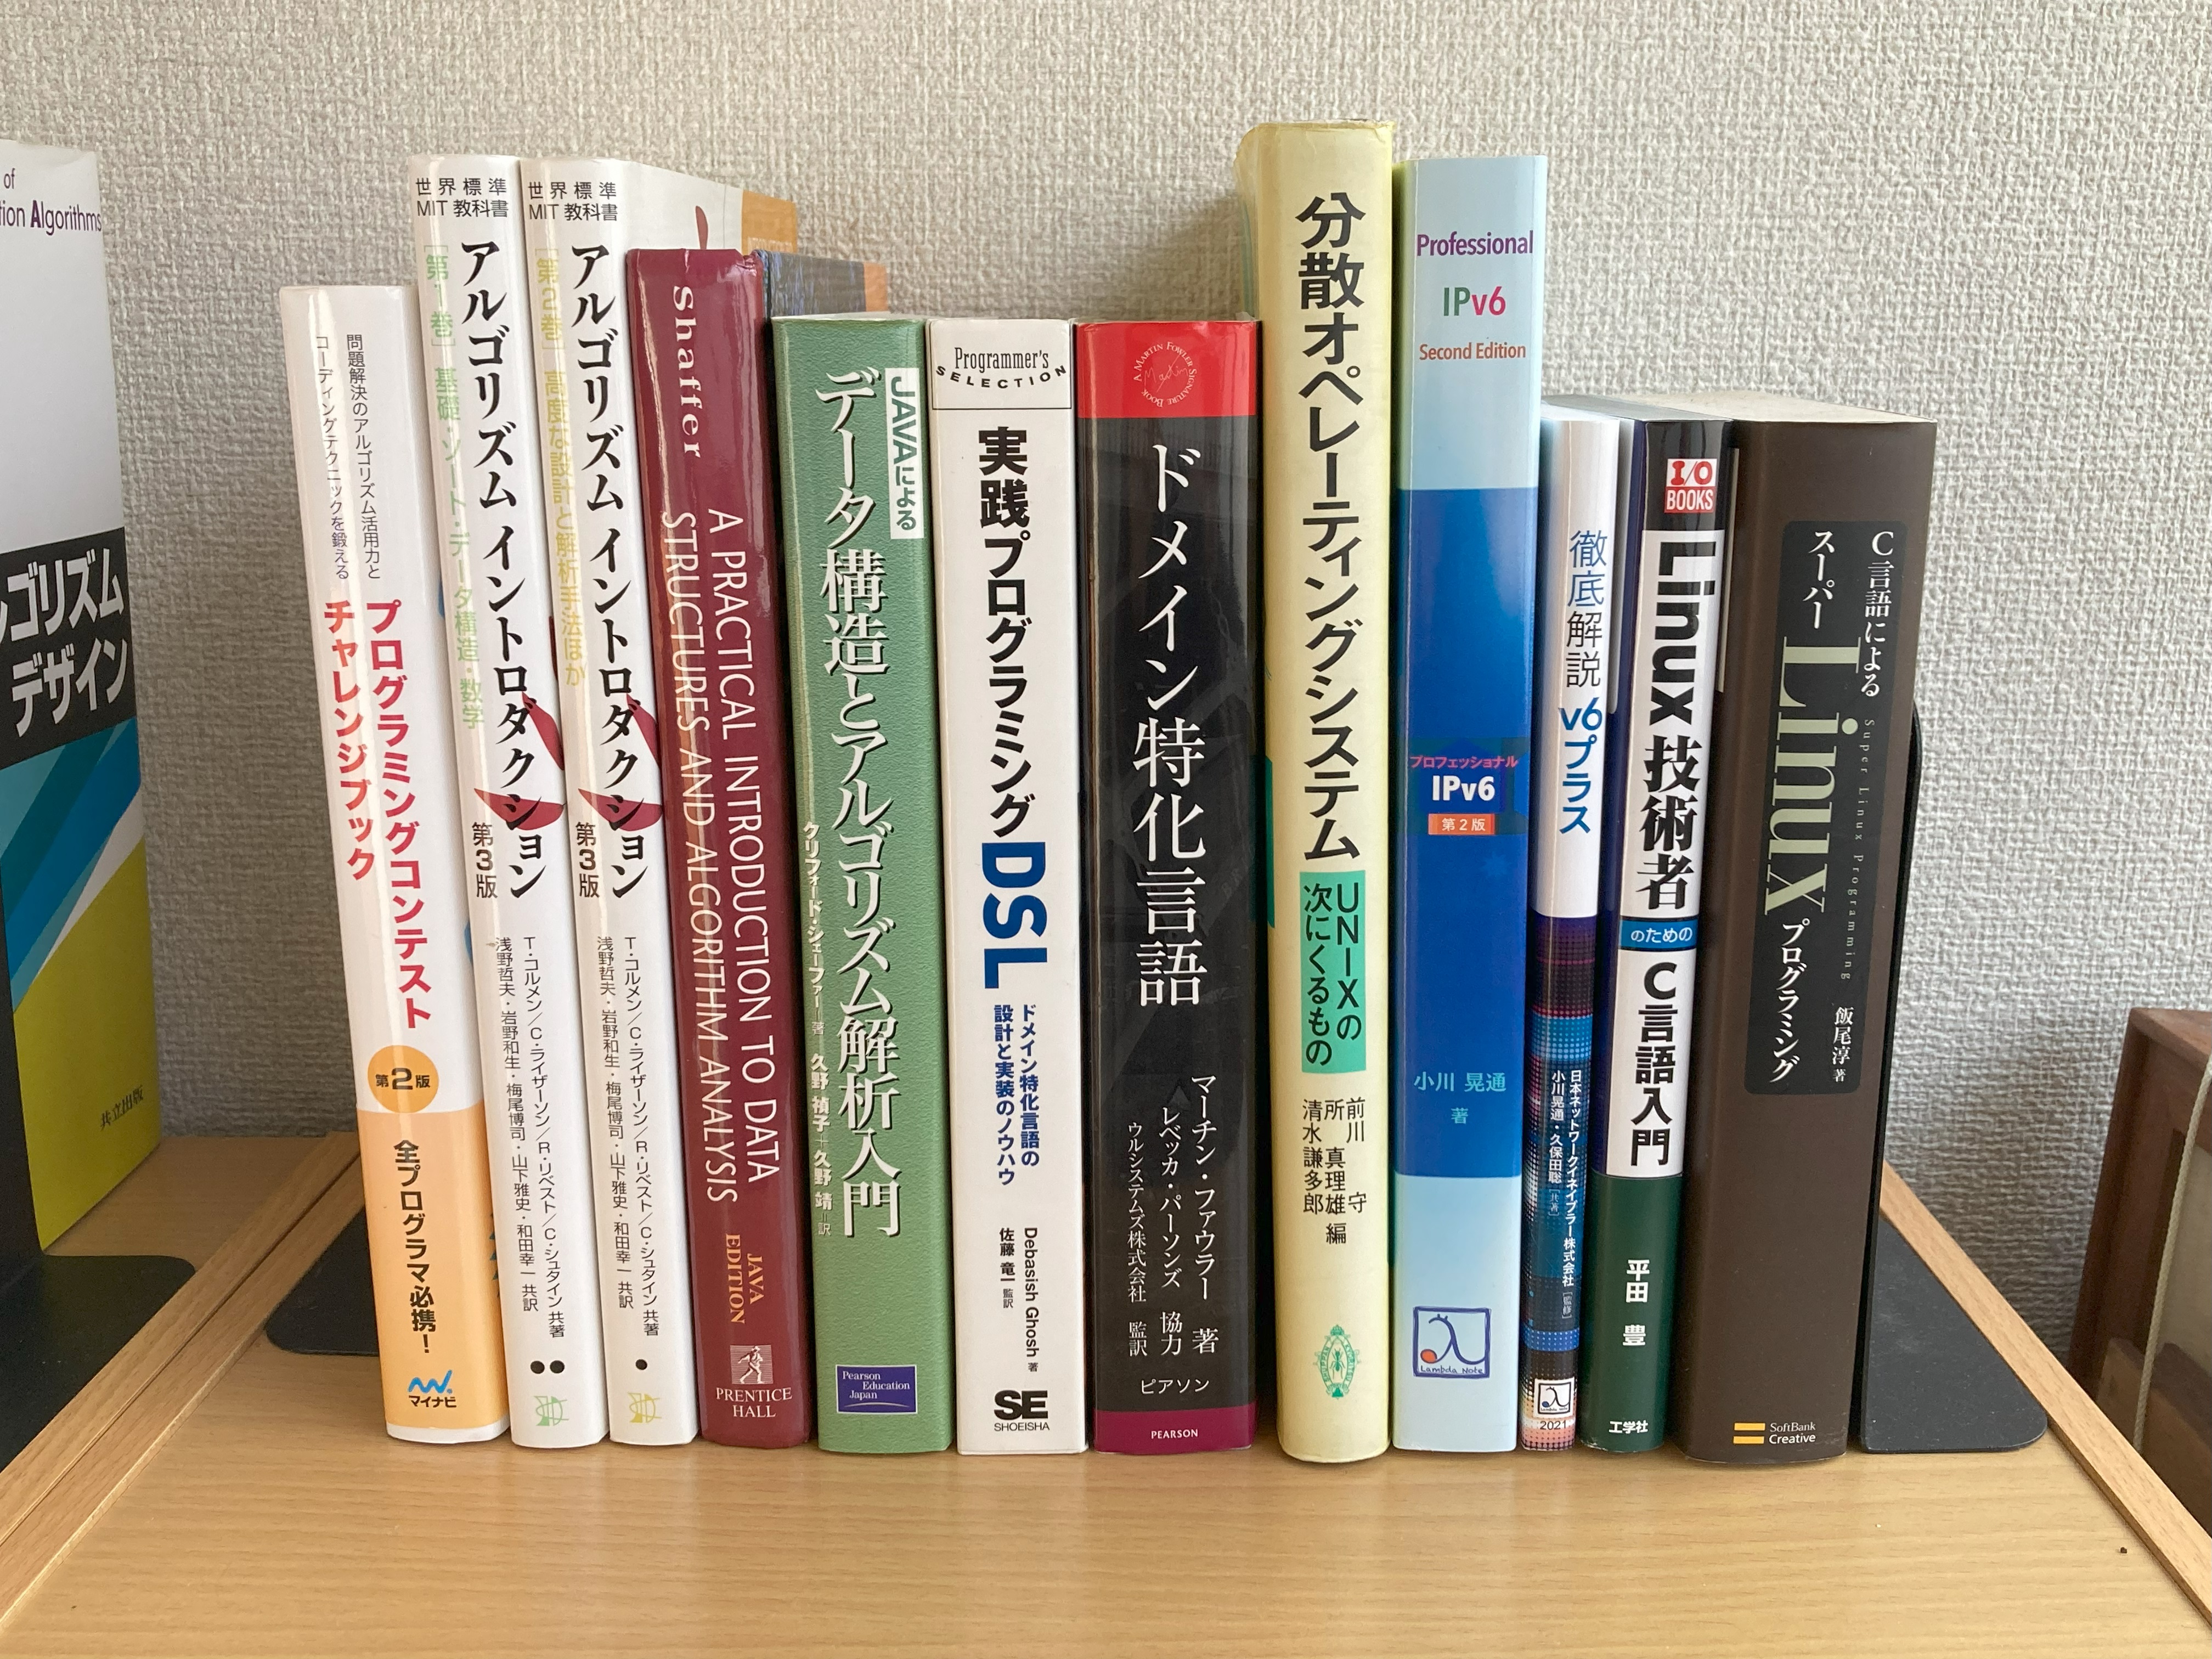 of
tion Algorithms
ゴリズム
デザイン
共立出版
問題解決のアルゴリズム活用力と
コーディングテクニックを鍛える
プログラミングコンテスト
チャレンジブック
第2版
全プログラマ必携!
マイナビ
世界標準
MIT教科書
[第1巻] 基礎・ソート・データ構造・数学
アルゴリズム イントロダクション
第3版
T・コルメン/C・ライザーソン/R・リベスト/C・シュタイン 共著
浅野哲夫・岩野和生・梅尾博司・山下雅史・和田幸一 共訳
世界標準
MIT教科書
[第2巻] 高度な設計と解析手法ほか
アルゴリズム イントロダクション
第3版
T・コルメン/C・ライザーソン/R・リベスト/C・シュタイン 共著
浅野哲夫・岩野和生・梅尾博司・山下雅史・和田幸一 共訳
Shaffer
A PRACTICAL INTRODUCTION TO DATA
STRUCTURES AND ALGORITHM ANALYSIS
JAVA
EDITION
PRENTICE
HALL
JAVAによる
データ構造とアルゴリズム解析入門
クリフォード・シェーファー=著 久野 禎子+久野 靖=訳
Pearson
Education
Japan
Programmer's
SELECTION
実践プログラミングDSL
ドメイン特化言語の
設計と実装のノウハウ
Debasish Ghosh 著
佐藤 竜一 監訳
SE
SHOEISHA
A MARTIN FOWLER SIGNATURE BOOK
ドメイン特化言語
マーチン・ファウラー 著
レベッカ・パーソンズ 協力
ウルシステムズ株式会社 監訳
ピアソン
PEARSON
分散オペレーティングシステム
UNIXの
次にくるもの
前川 守
所 真理雄
清水 謙多郎
編
Professional
IPv6
Second Edition
プロフェッショナル
IPv6
第2版
小川 晃通
著
Lambda Note
徹底解説 v6プラス
日本ネットワークイネイブラー株式会社 [監修]
小川晃通・久保田聡 [共著]
2021
I/O
BOOKS
Linux技術者
のための
C言語入門
平田 豊
工学社
C言語による
スーパー
Linux
プログラミング
Super Linux Programming
飯尾淳 著
SoftBank
Creative